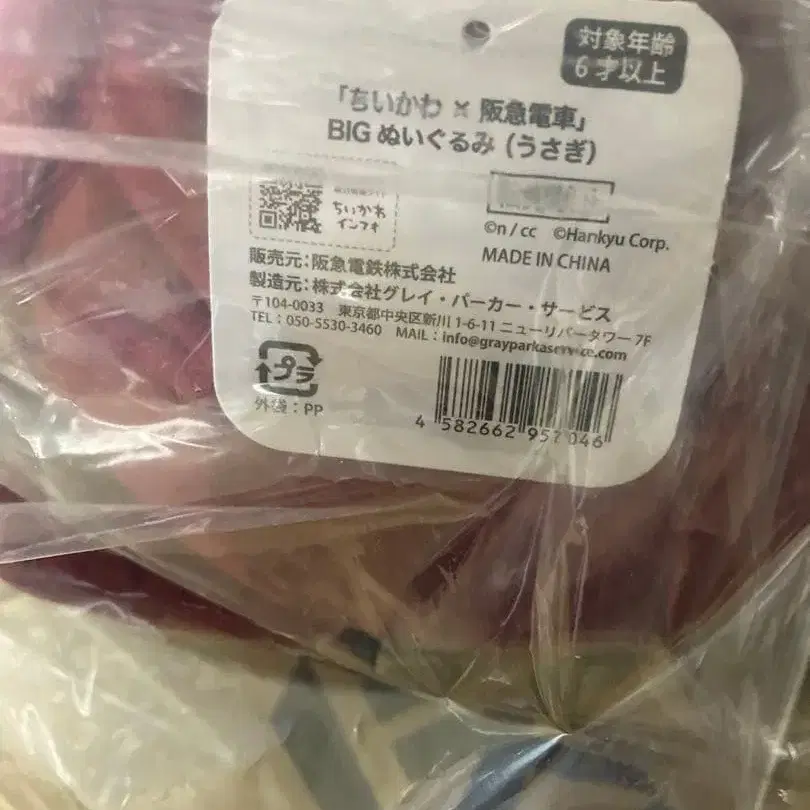 対象年齢
6才以上
「ちいかわ × 阪急電車」
BIG ぬいぐるみ（うさぎ）
ちいかわ
インフォ
©n / cc ©Hankyu Corp.
MADE IN CHINA
販売元：阪急電鉄株式会社
製造元：株式会社グレイ・パーカー・サービス
〒104-0033 東京都中央区新川 1-6-11 ニューリバータワー 7F
TEL：050-5530-3460 MAIL：info@grayparkaservice.com
プラ
外袋：PP
4 582662 957046